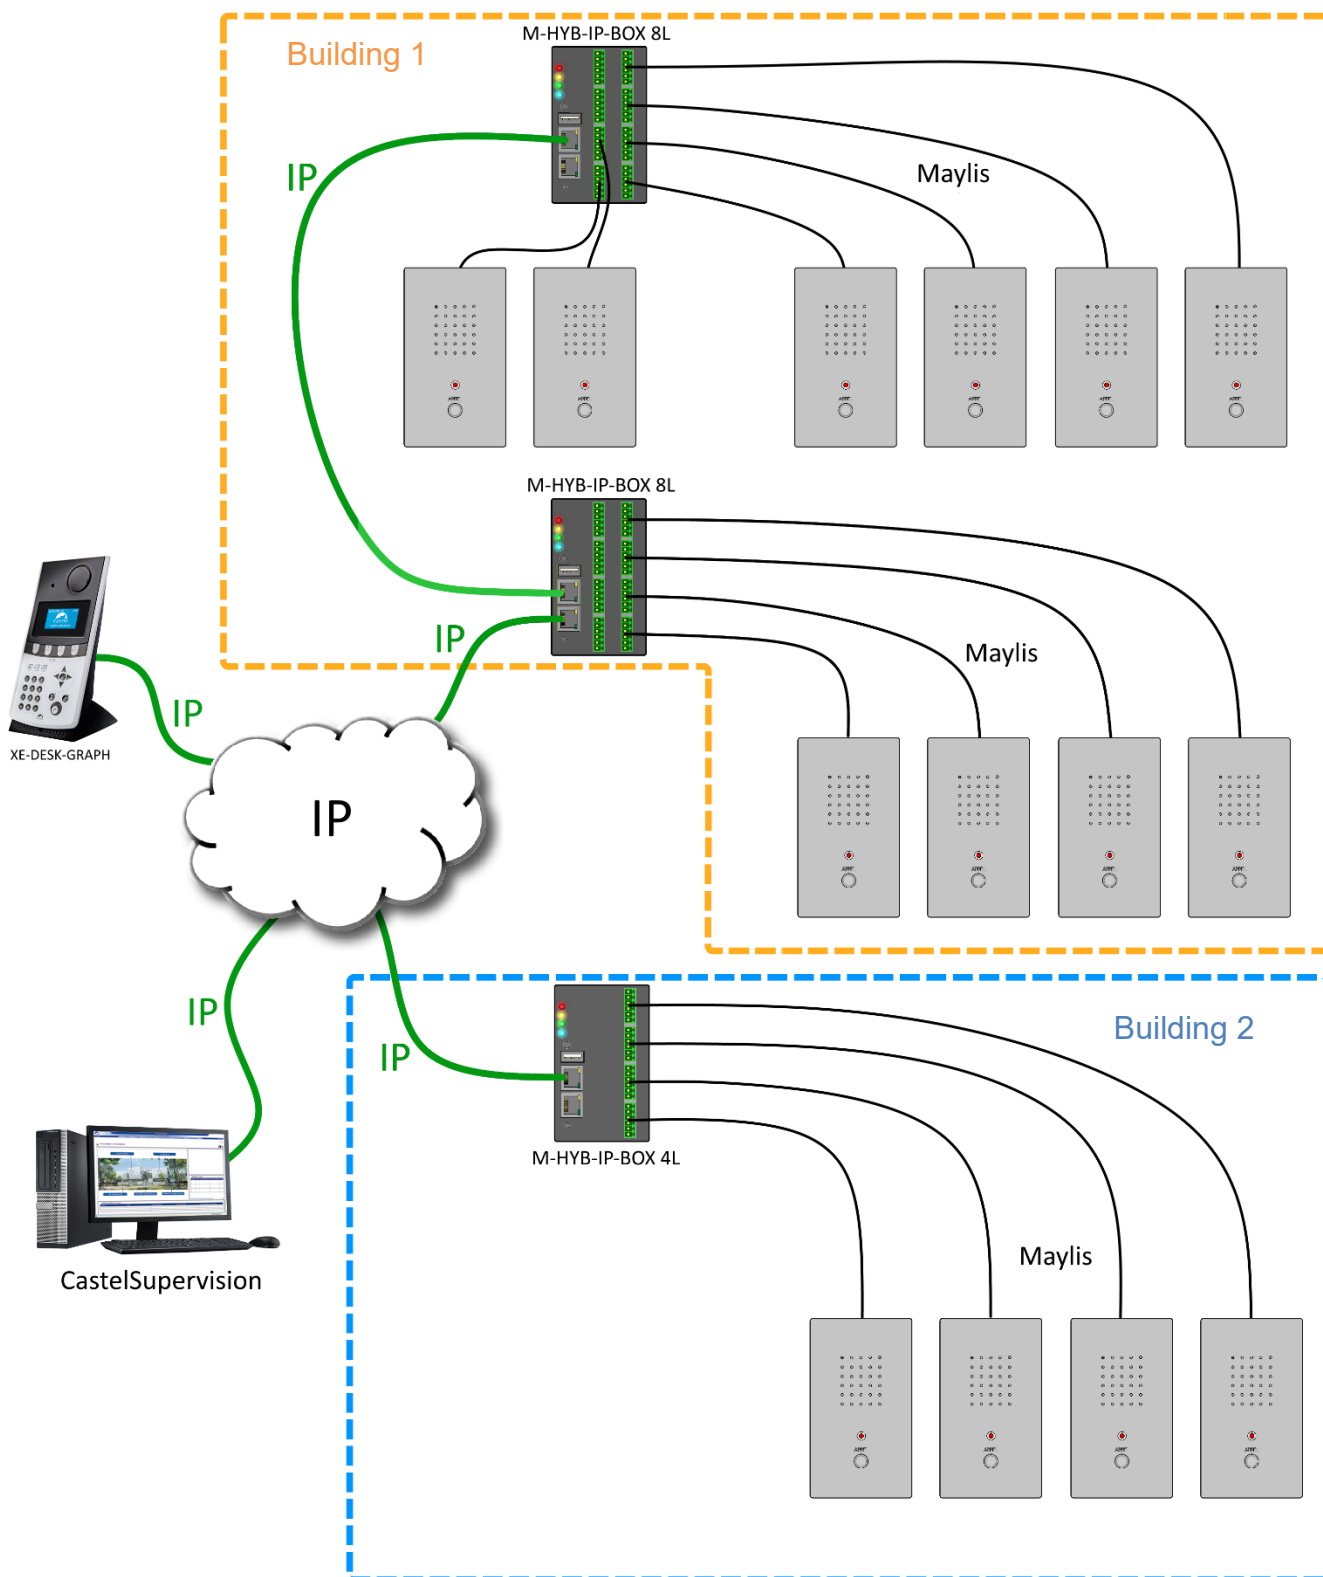 M-HYB-IP-BOX 8L
Building 1
IP
Maylis
M-HYB-IP-BOX 8L
IP
Maylis
IP
XE-DESK-GRAPH
IP
Building 2
IP
IP
M-HYB-IP-BOX 4L
Maylis
CastelSupervision